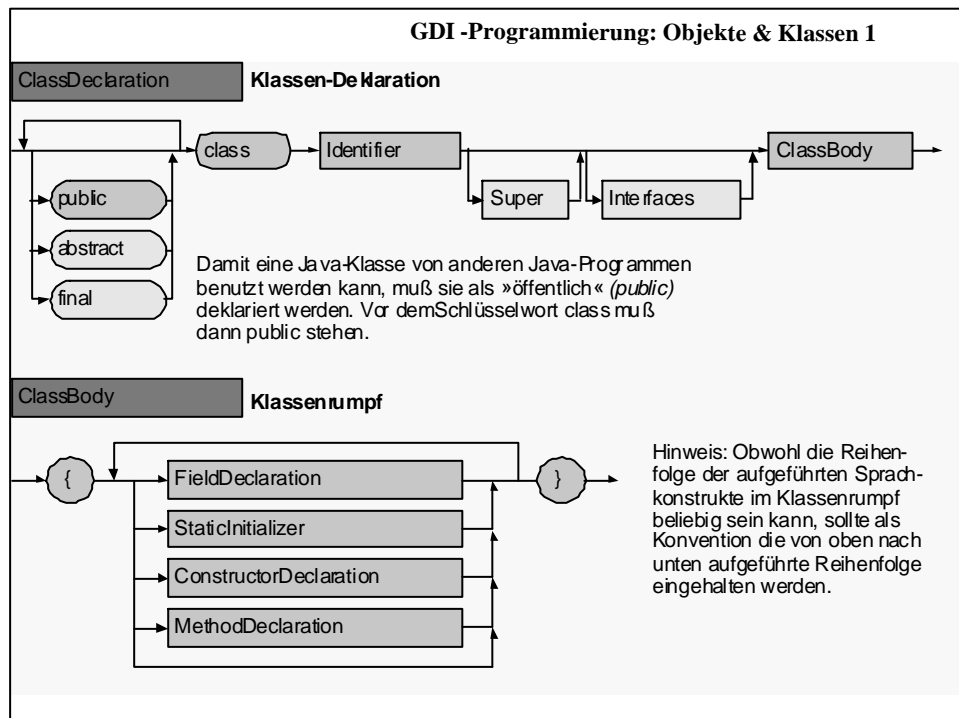 GDI -Programmierung: Objekte & Klassen 1
ClassDeclaration
Klassen-Deklaration
class
Identifier
ClassBody
public
Super
Interfaces
abstract
final
Damit eine Java-Klasse von anderen Java-Programmen
benutzt werden kann, muß sie als »öffentlich« (public)
deklariert werden. Vor demSchlüsselwort class muß
dann public stehen.
ClassBody
Klassenrumpf
{
FieldDeclaration
}
StaticInitializer
ConstructorDeclaration
MethodDeclaration
Hinweis: Obwohl die Reihen-
folge der aufgeführten Sprach-
konstrukte im Klassenrumpf
beliebig sein kann, sollte als
Konvention die von oben nach
unten aufgeführte Reihenfolge
eingehalten werden.